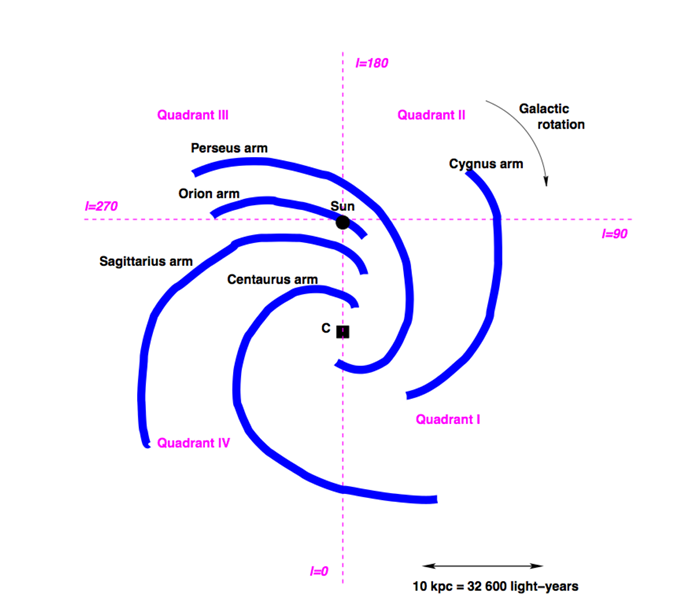 l=180
Quadrant III
Quadrant II
Galactic
rotation
Perseus arm
Cygnus arm
Orion arm
l=270
Sun
l=90
Sagittarius arm
Centaurus arm
C
Quadrant I
Quadrant IV
l=0
10 kpc = 32 600 light−years